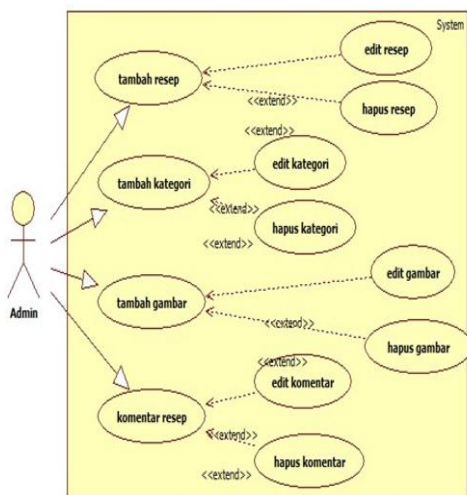 System
edit resep
tambah resep
<<extend>>
hapus resep
<<extend>>
edit kategori
tambah kategori
<<extend>>
hapus kategori
<<extend>>
Admin
edit gambar
tambah gambar
<<extend>>
hapus gambar
<<extend>>
edit komentar
komentar resep
<<extend>>
hapus komentar
<<extend>>